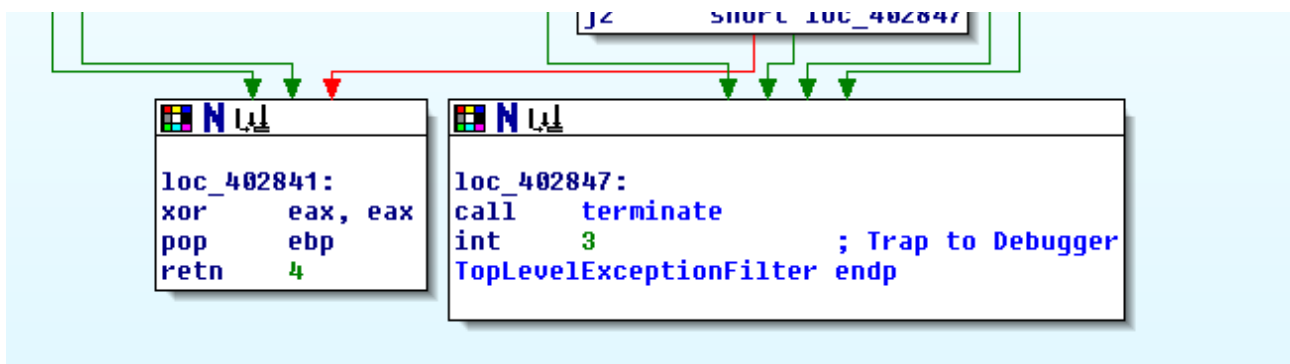 jz short loc_402847
loc_402841:
xor eax, eax
pop ebp
retn 4
loc_402847:
call terminate
int 3 ; Trap to Debugger
TopLevelExceptionFilter endp